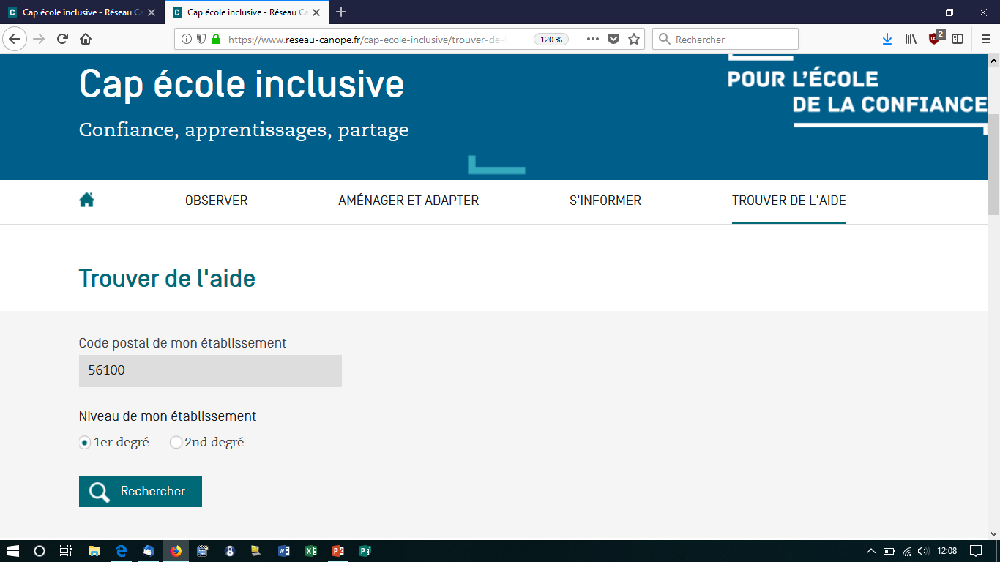 Cap école inclusive - Réseau Ca
Cap école inclusive - Réseau Ca
https://www.reseau-canope.fr/cap-ecole-inclusive/trouver-de-l
120 %
Rechercher
2
Cap école inclusive
Confiance, apprentissages, partage
POUR L'ÉCOLE
DE LA CONFIANCE
OBSERVER
AMÉNAGER ET ADAPTER
S'INFORMER
TROUVER DE L'AIDE
Trouver de l'aide
Code postal de mon établissement
56100
Niveau de mon établissement
1er degré
2nd degré
Rechercher
12:08